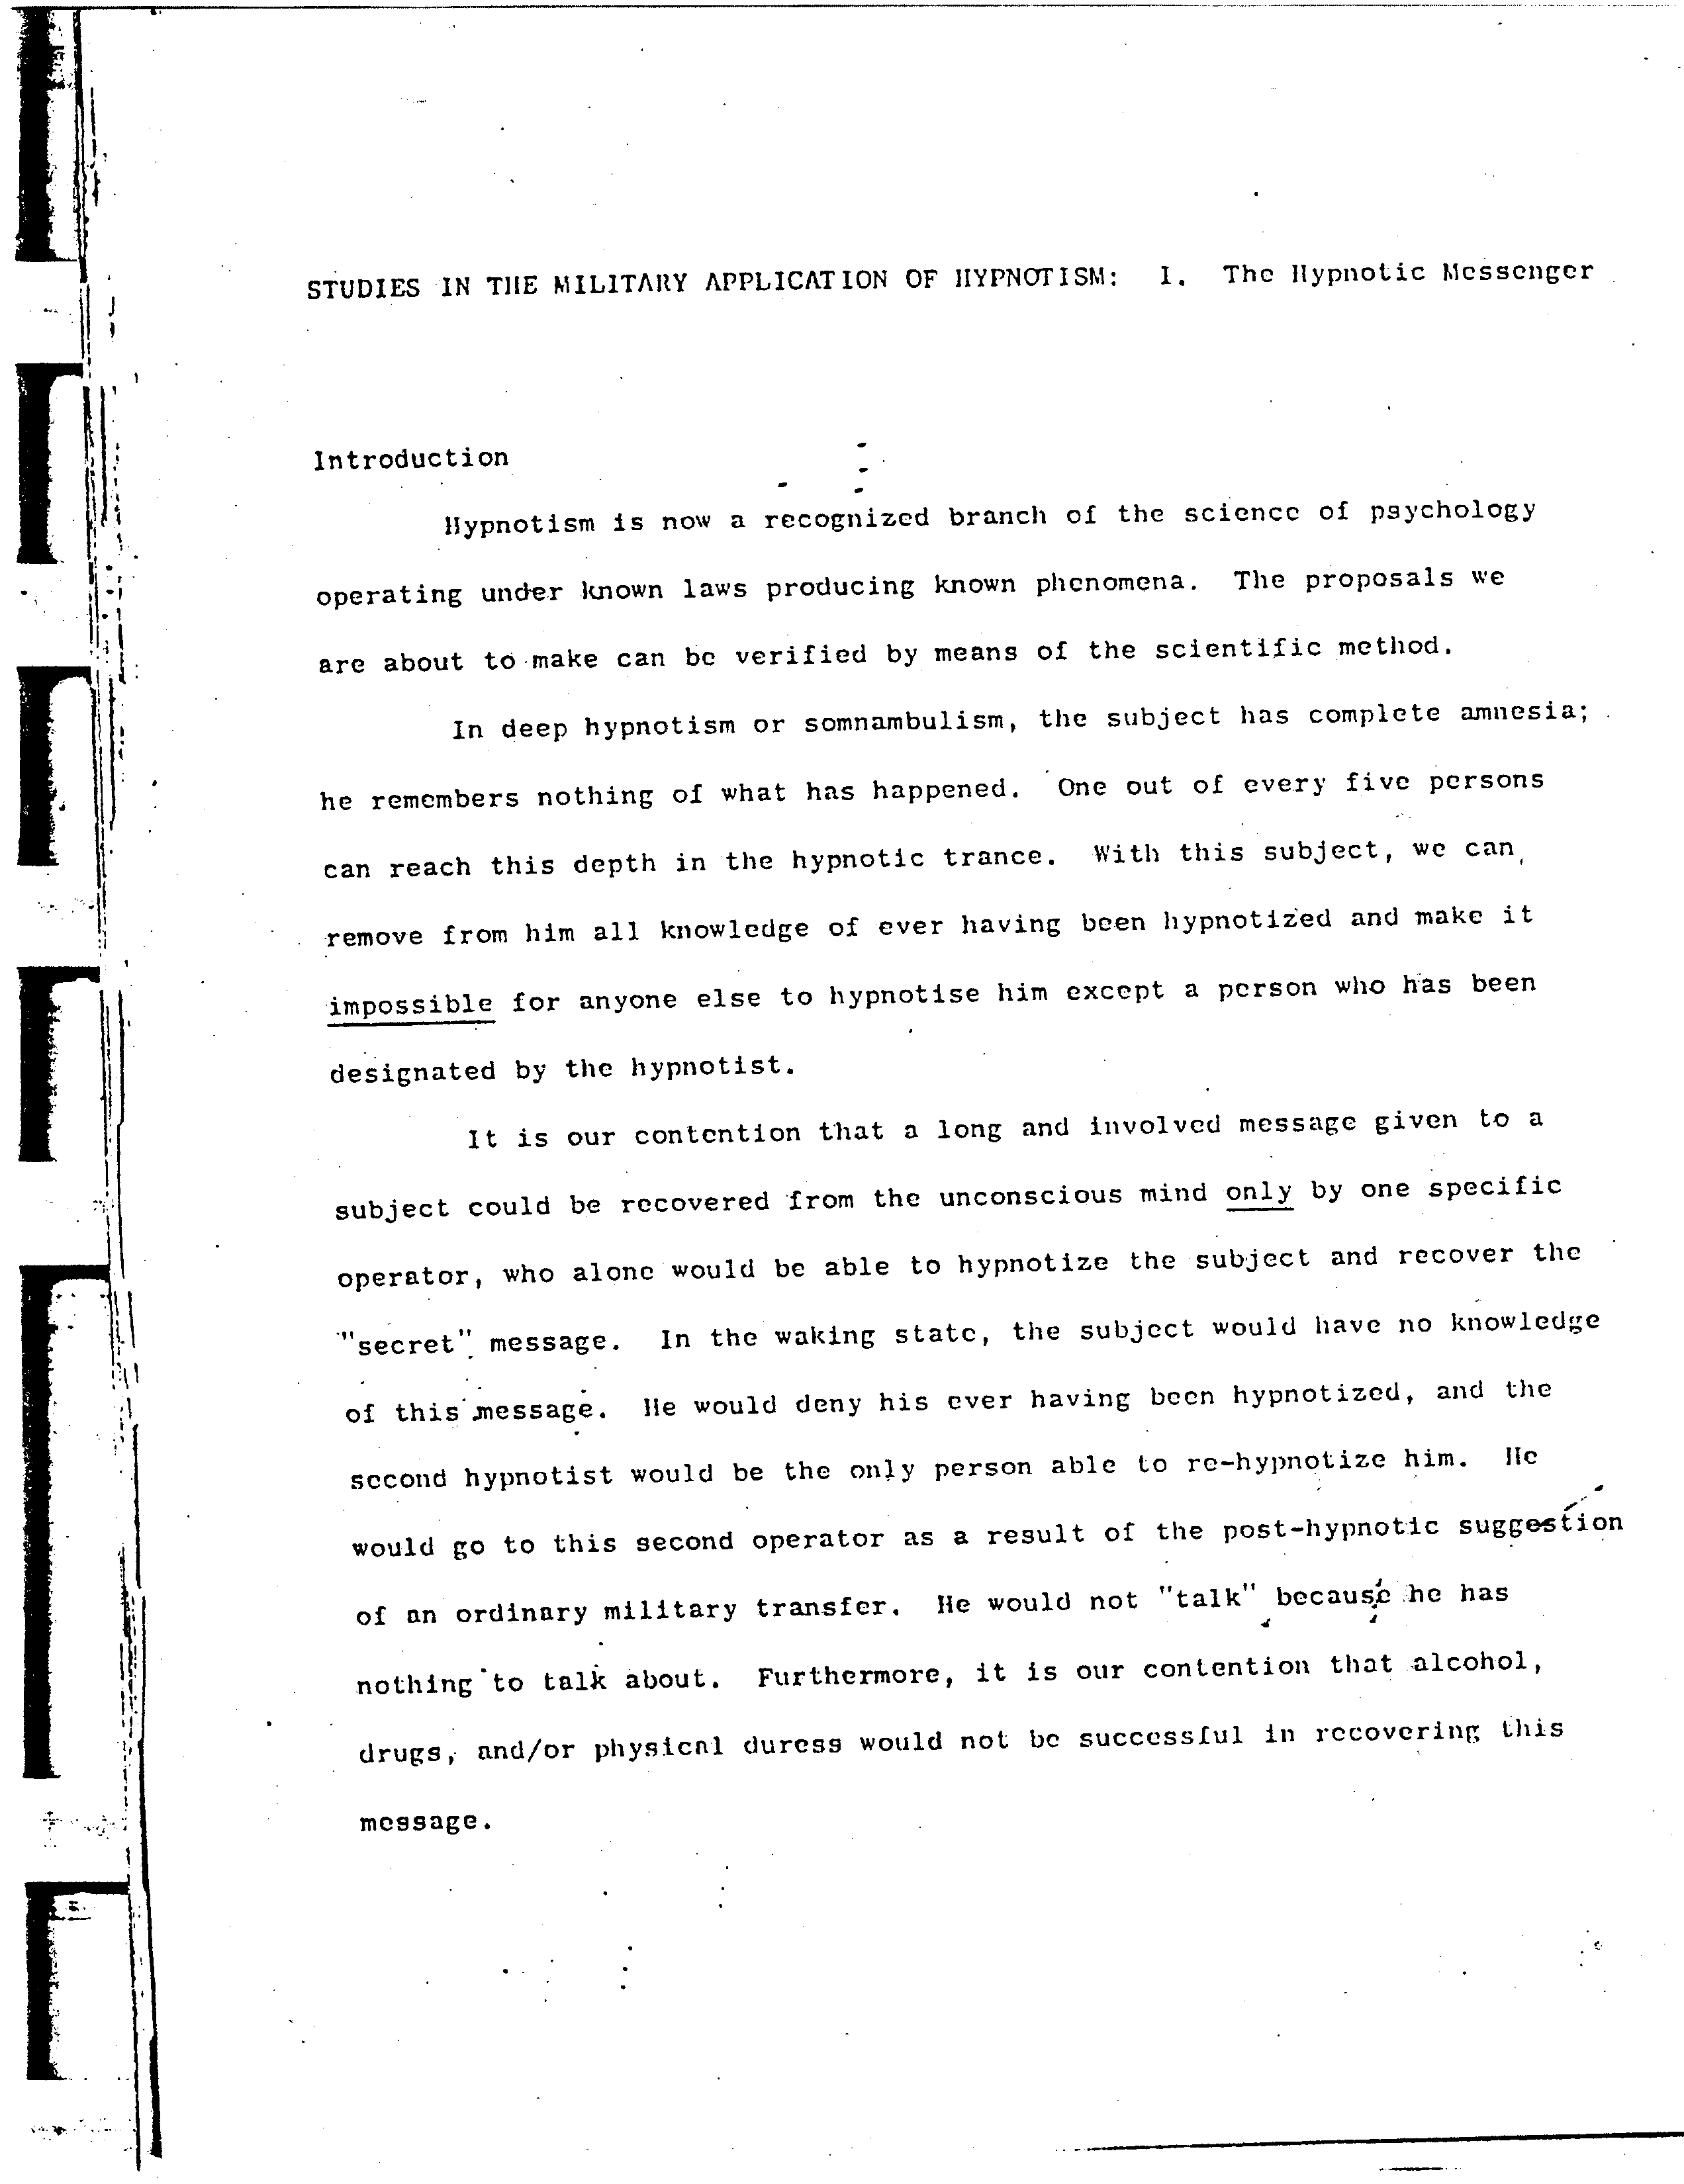 STUDIES IN THE MILITARY APPLICATION OF HYPNOTISM: I. The Hypnotic Messenger
Introduction
Hypnotism is now a recognized branch of the science of psychology
operating under known laws producing known phenomena. The proposals we
are about to make can be verified by means of the scientific method.
In deep hypnotism or somnambulism, the subject has complete amnesia;
he remembers nothing of what has happened. One out of every five persons
can reach this depth in the hypnotic trance. With this subject, we can
remove from him all knowledge of ever having been hypnotized and make it
impossible for anyone else to hypnotise him except a person who has been
designated by the hypnotist.
It is our contention that a long and involved message given to a
subject could be recovered from the unconscious mind only by one specific
operator, who alone would be able to hypnotize the subject and recover the
"secret" message. In the waking state, the subject would have no knowledge
of this message. He would deny his ever having been hypnotized, and the
second hypnotist would be the only person able to re-hypnotize him. He
would go to this second operator as a result of the post-hypnotic suggestion
of an ordinary military transfer. He would not "talk" because he has
nothing to talk about. Furthermore, it is our contention that alcohol,
drugs, and/or physical duress would not be successful in recovering this
message.